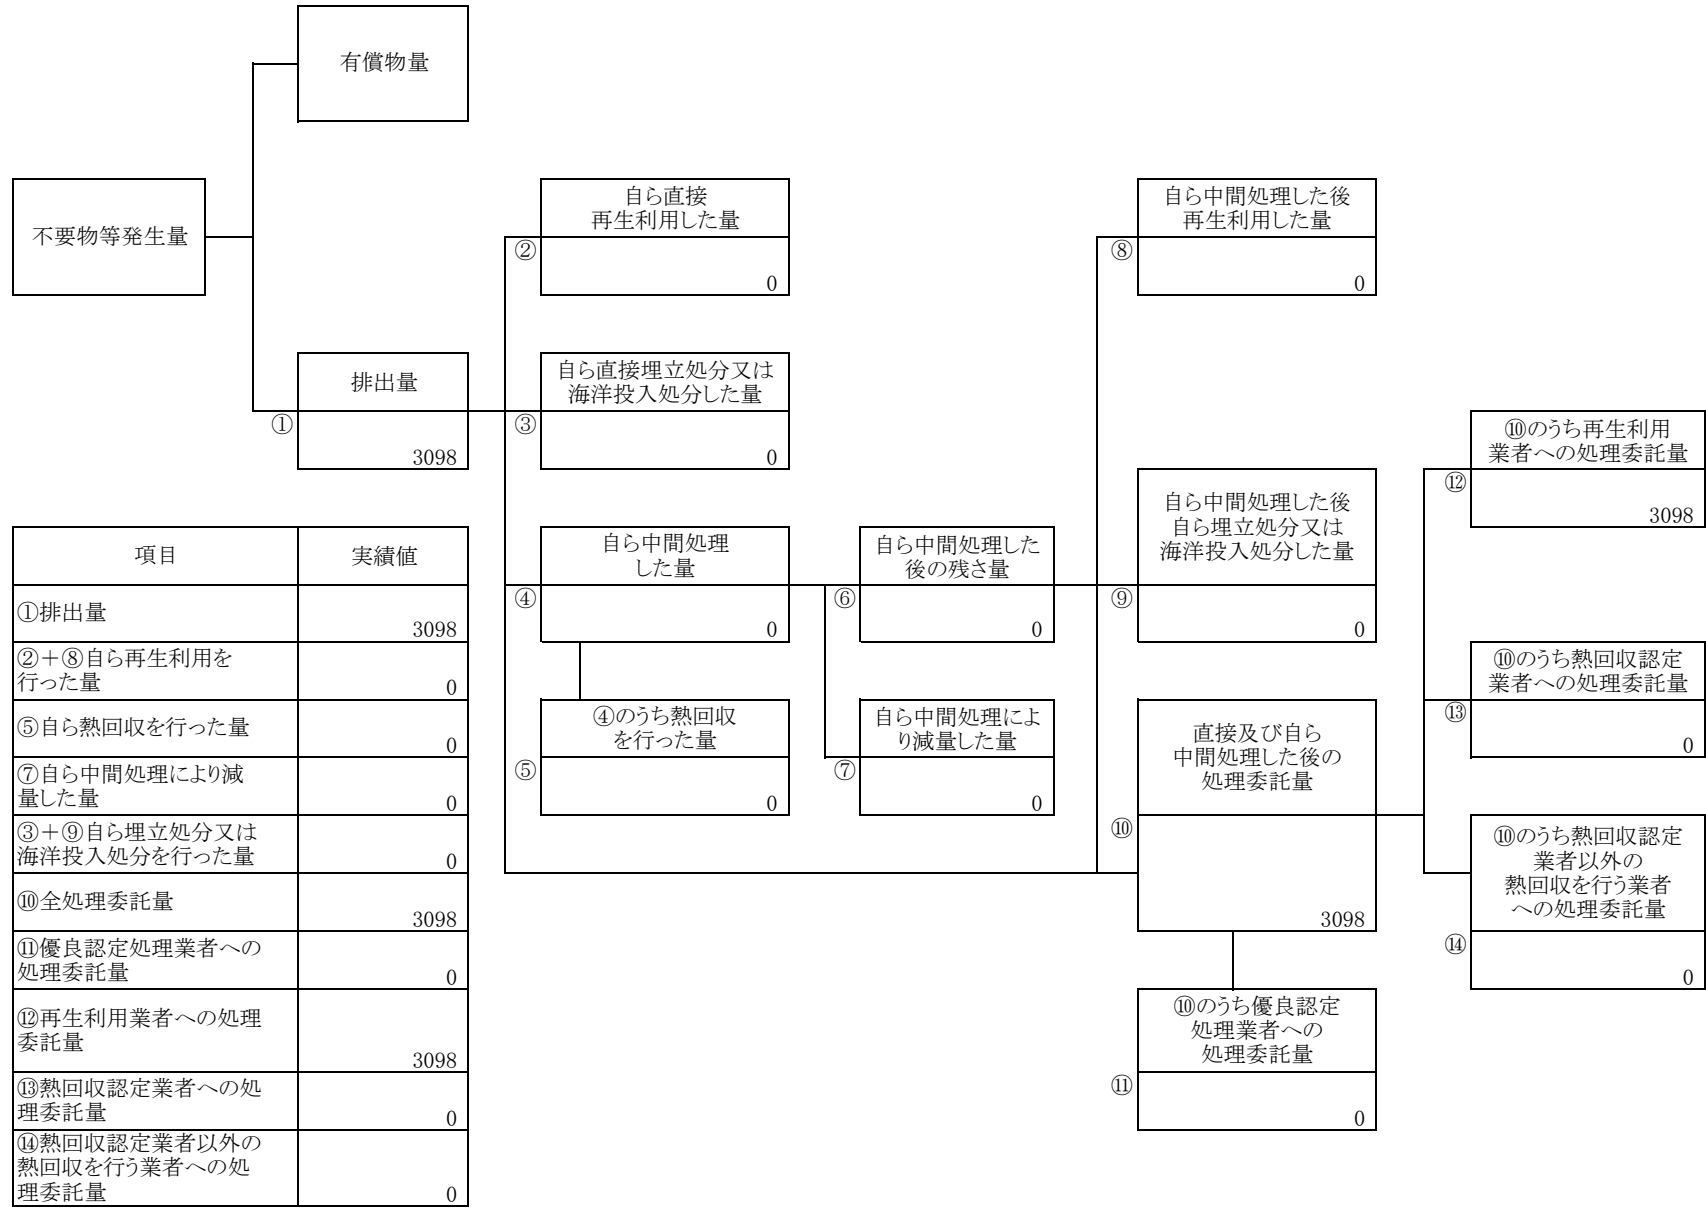 有償物量
不要物等発生量
排出量
①
3098
自ら直接
再生利用した量
②
0
自ら直接埋立処分又は
海洋投入処分した量
③
0
自ら中間処理
した量
④
0
④のうち熱回収
を行った量
⑤
0
自ら中間処理した
後の残さ量
⑥
0
自ら中間処理によ
り減量した量
⑦
0
自ら中間処理した後
再生利用した量
⑧
0
自ら中間処理した後
自ら埋立処分又は
海洋投入処分した量
⑨
0
直接及び自ら
中間処理した後の
処理委託量
⑩
3098
⑩のうち優良認定
処理業者への
処理委託量
⑪
0
⑩のうち再生利用
業者への処理委託量
⑫
3098
⑩のうち熱回収認定
業者への処理委託量
⑬
0
⑩のうち熱回収認定
業者以外の
熱回収を行う業者
への処理委託量
⑭
0
項目
実績値
①排出量
3098
②＋⑧自ら再生利用を
行った量
0
⑤自ら熱回収を行った量
0
⑦自ら中間処理により減
量した量
0
③＋⑨自ら埋立処分又は
海洋投入処分を行った量
0
⑩全処理委託量
3098
⑪優良認定処理業者への
処理委託量
0
⑫再生利用業者への処理
委託量
3098
⑬熱回収認定業者への処
理委託量
0
⑭熱回収認定業者以外の
熱回収を行う業者への処
理委託量
0